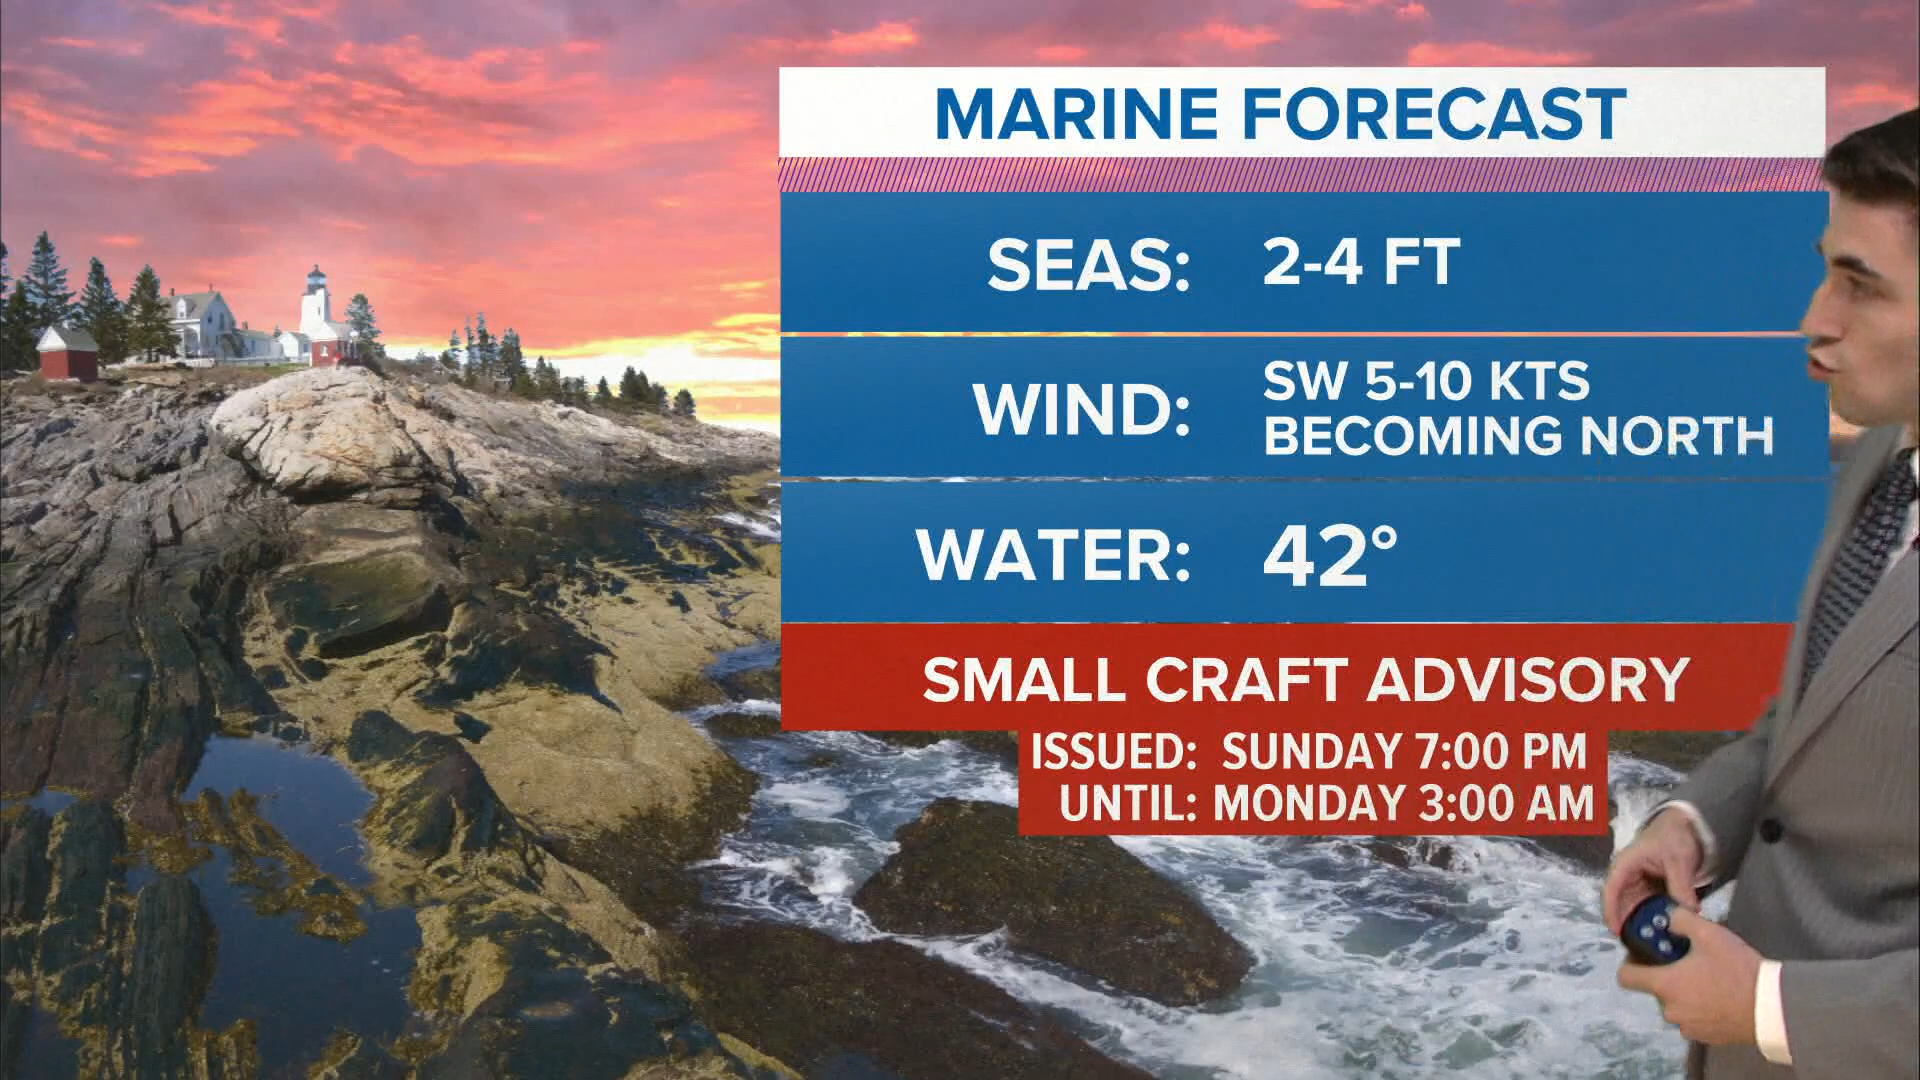 MARINE FORECAST
SEAS: 2-4 FT
WIND: SW 5-10 KTS
BECOMING NORTH
WATER: 42°
SMALL CRAFT ADVISORY
ISSUED: SUNDAY 7:00 PM
UNTIL: MONDAY 3:00 AM